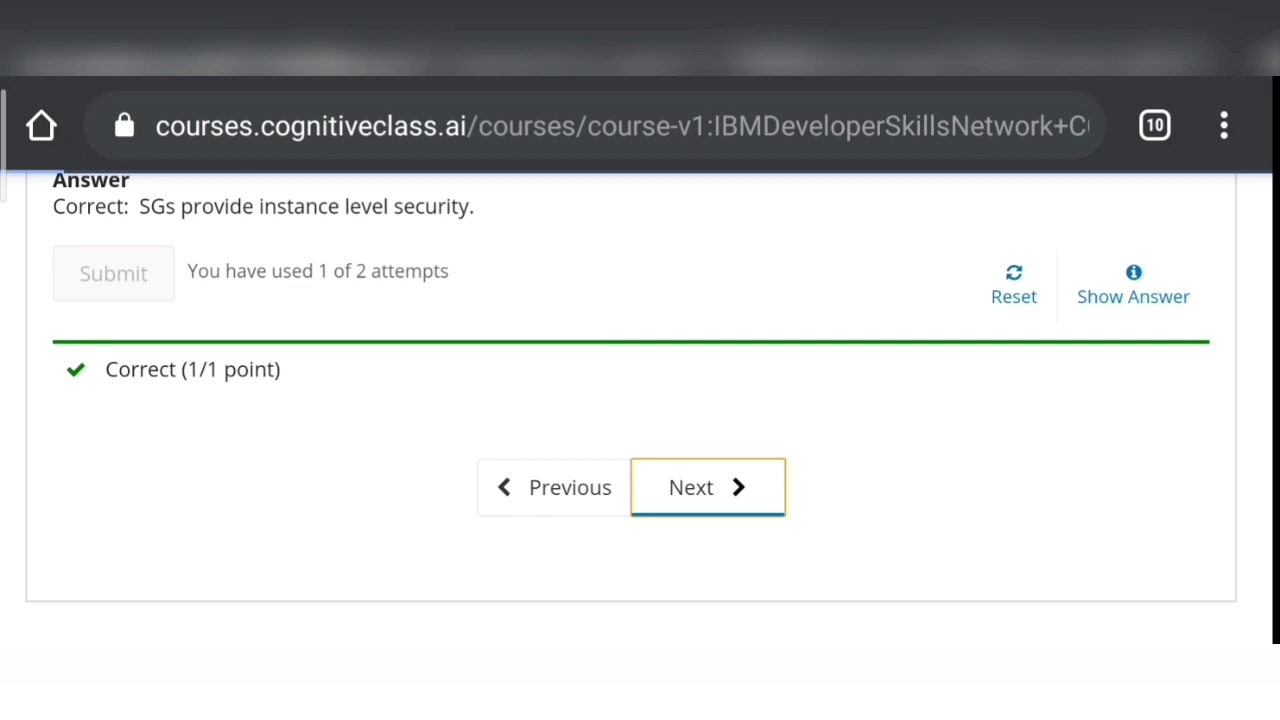 courses.cognitiveclass.ai/courses/course-v1:IBMDeveloperSkillsNetwork+C
10
Answer
Correct: SGs provide instance level security.
Submit
You have used 1 of 2 attempts
Reset
Show Answer
Correct (1/1 point)
Previous
Next